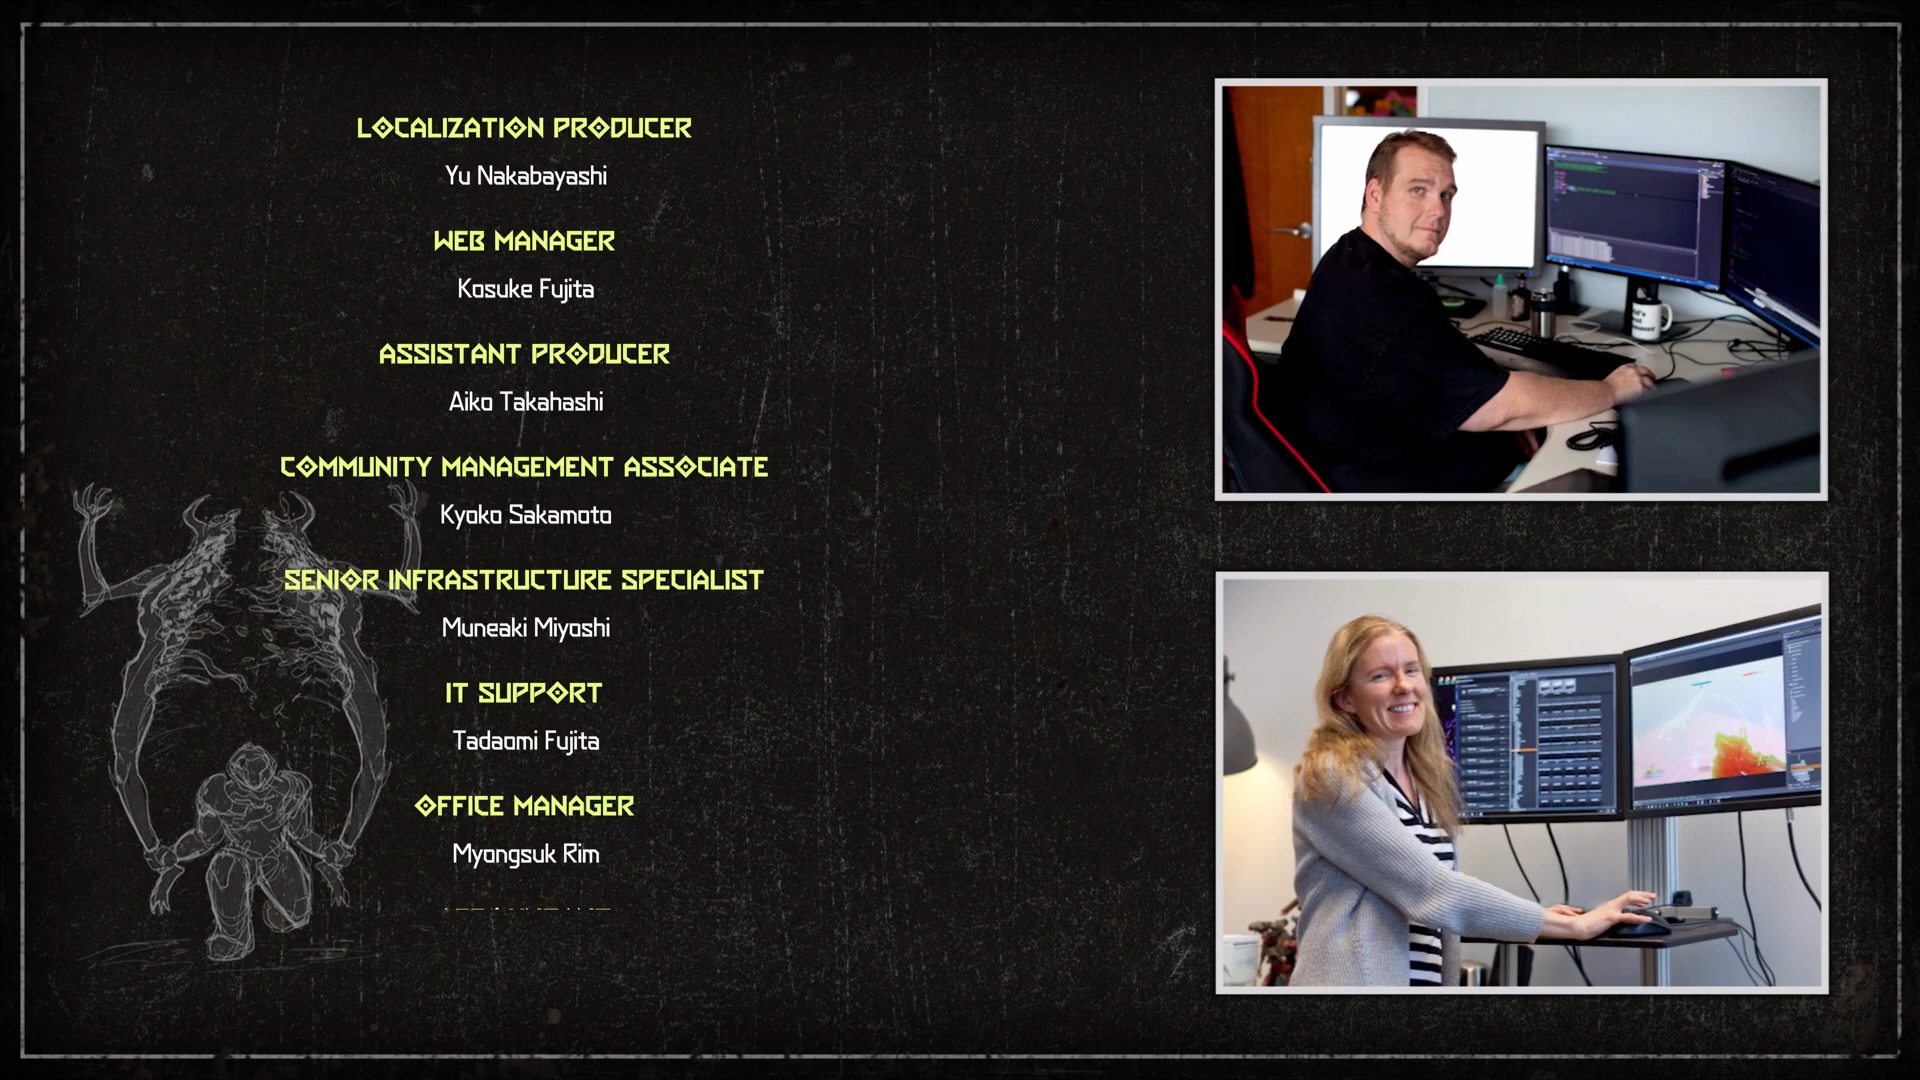 LOCALIZATION PRODUCER
Yu Nakabayashi
WEB MANAGER
Kosuke Fujita
ASSISTANT PRODUCER
Aiko Takahashi
COMMUNITY MANAGEMENT ASSOCIATE
Kyoko Sakamoto
SENIOR INFRASTRUCTURE SPECIALIST
Muneaki Miyoshi
IT SUPPORT
Tadaomi Fujita
OFFICE MANAGER
Myongsuk Rim